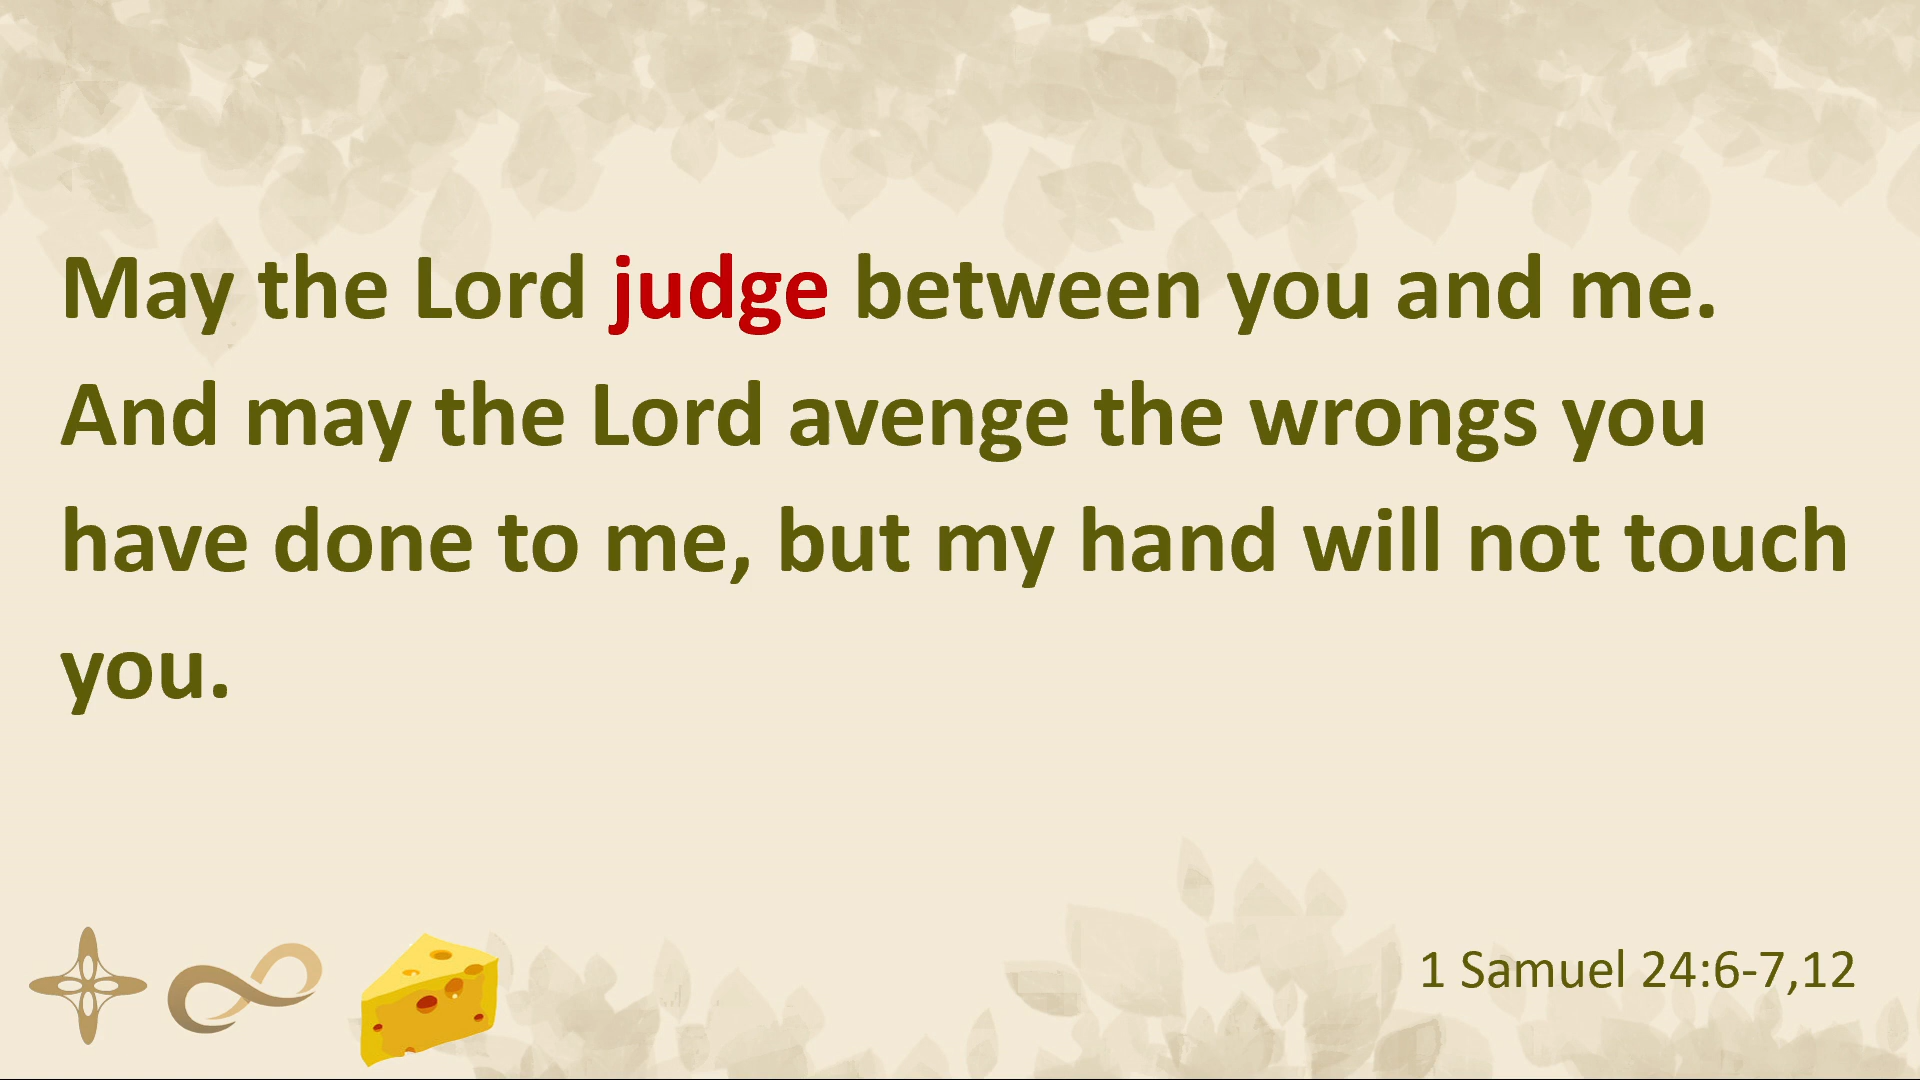 May the Lord judge between you and me.
And may the Lord avenge the wrongs you
have done to me, but my hand will not touch
you.
1 Samuel 24:6-7,12